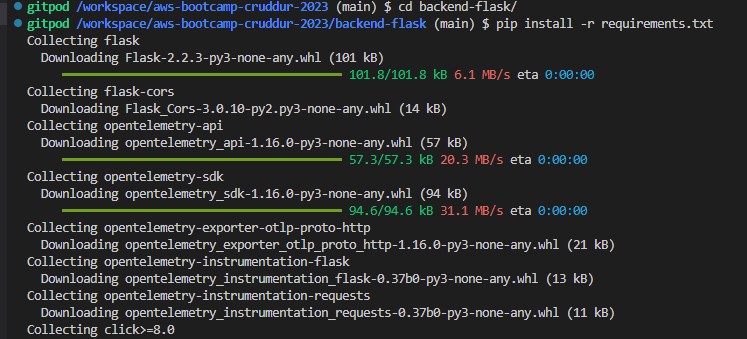 gitpod /workspace/aws-bootcamp-cruddur-2023 (main) $ cd backend-flask/
gitpod /workspace/aws-bootcamp-cruddur-2023/backend-flask (main) $ pip install -r requirements.txt
Collecting flask
Downloading Flask-2.2.3-py3-none-any.whl (101 kB)
101.8/101.8 kB 6.1 MB/s eta 0:00:00
Collecting flask-cors
Downloading Flask_Cors-3.0.10-py2.py3-none-any.whl (14 kB)
Collecting opentelemetry-api
Downloading opentelemetry_api-1.16.0-py3-none-any.whl (57 kB)
57.3/57.3 kB 20.3 MB/s eta 0:00:00
Collecting opentelemetry-sdk
Downloading opentelemetry_sdk-1.16.0-py3-none-any.whl (94 kB)
94.6/94.6 kB 31.1 MB/s eta 0:00:00
Collecting opentelemetry-exporter-otlp-proto-http
Downloading opentelemetry_exporter_otlp_proto_http-1.16.0-py3-none-any.whl (21 kB)
Collecting opentelemetry-instrumentation-flask
Downloading opentelemetry_instrumentation_flask-0.37b0-py3-none-any.whl (13 kB)
Collecting opentelemetry-instrumentation-requests
Downloading opentelemetry_instrumentation_requests-0.37b0-py3-none-any.whl (11 kB)
Collecting click>=8.0